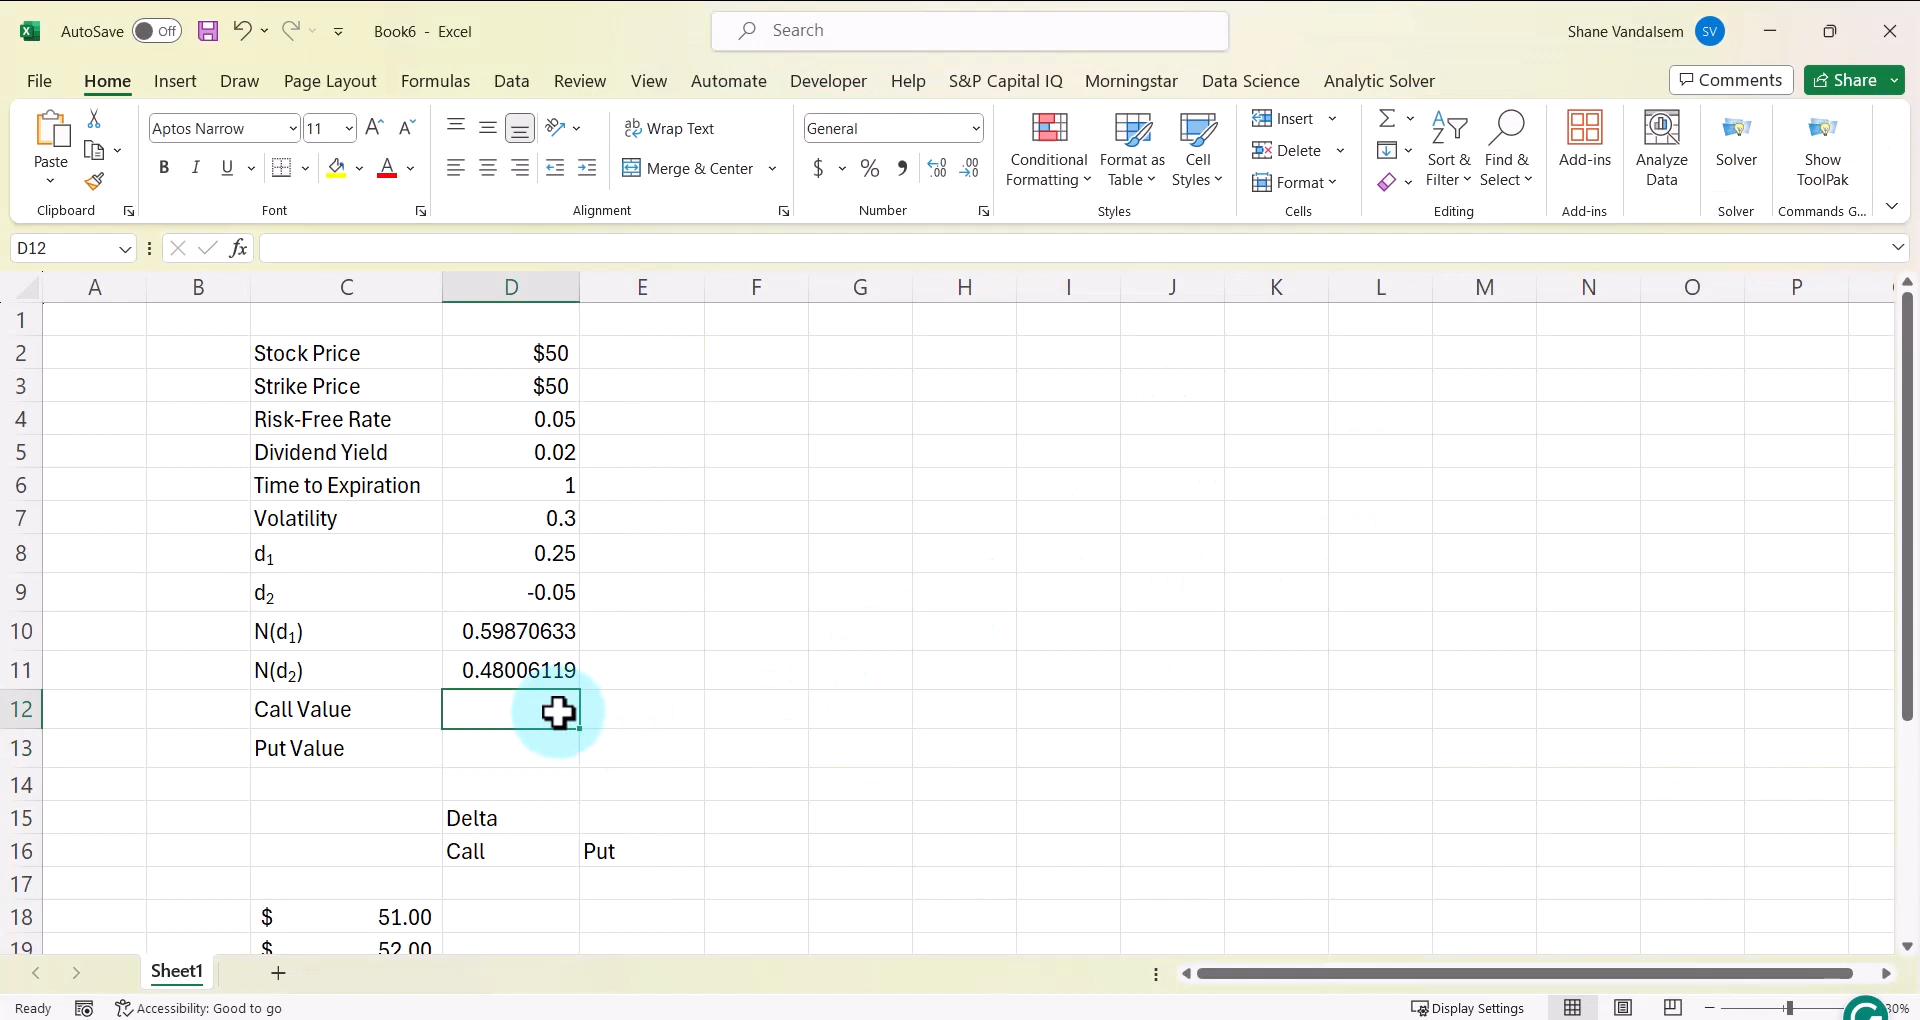 AutoSave Off Book6 - Excel Search Shane Vandalsem SV
File Home Insert Draw Page Layout Formulas Data Review View Automate Developer Help S&P Capital IQ Morningstar Data Science Analytic Solver Comments Share
Paste
Clipboard
Aptos Narrow 11
B I U
Font
Wrap Text
Merge & Center
Alignment
General
$ % ,
Number
Conditional Formatting
Format as Table
Cell Styles
Styles
Insert
Delete
Format
Cells
Sort & Filter
Find & Select
Editing
Add-ins
Add-ins
Analyze Data
Solver
Solver
Show ToolPak
Commands G...
D12 fx
A B C D E F G H I J K L M N O P
1
2 Stock Price $50
3 Strike Price $50
4 Risk-Free Rate 0.05
5 Dividend Yield 0.02
6 Time to Expiration 1
7 Volatility 0.3
8 d1 0.25
9 d2 -0.05
10 N(d1) 0.59870633
11 N(d2) 0.48006119
12 Call Value
13 Put Value
14
15 Delta
16 Call Put
17
18 $ 51.00
19 $ 52.00
Sheet1
Ready Accessibility: Good to go Display Settings